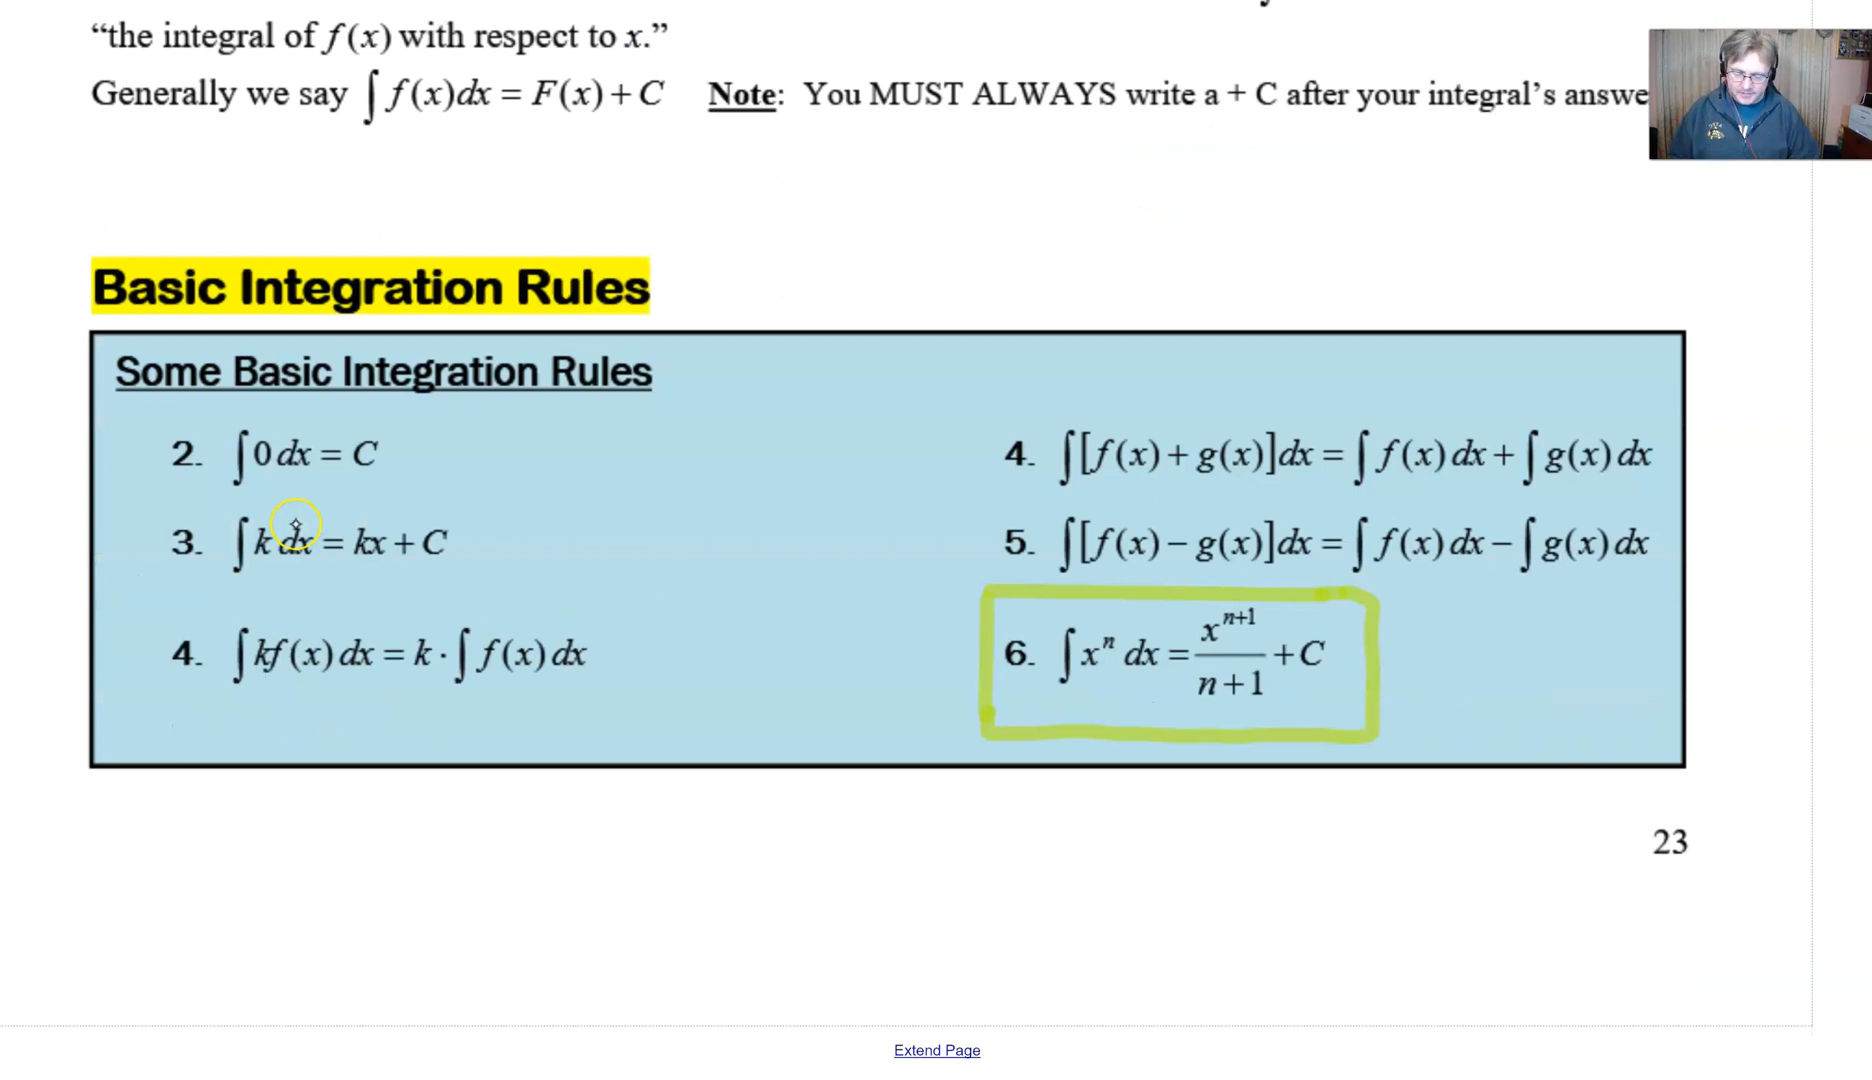 “the integral of f(x) with respect to x.”
Generally we say ∫ f(x)dx = F(x) + C Note: You MUST ALWAYS write a + C after your integral’s answe
Basic Integration Rules
Some Basic Integration Rules
2. ∫ 0 dx = C
3. ∫ k dx = kx + C
4. ∫ kf(x) dx = k · ∫ f(x) dx
4. ∫ [f(x) + g(x)]dx = ∫ f(x) dx + ∫ g(x) dx
5. ∫ [f(x) − g(x)]dx = ∫ f(x) dx − ∫ g(x) dx
6. ∫ xⁿ dx = xⁿ⁺¹/(n+1) + C
23
Extend Page